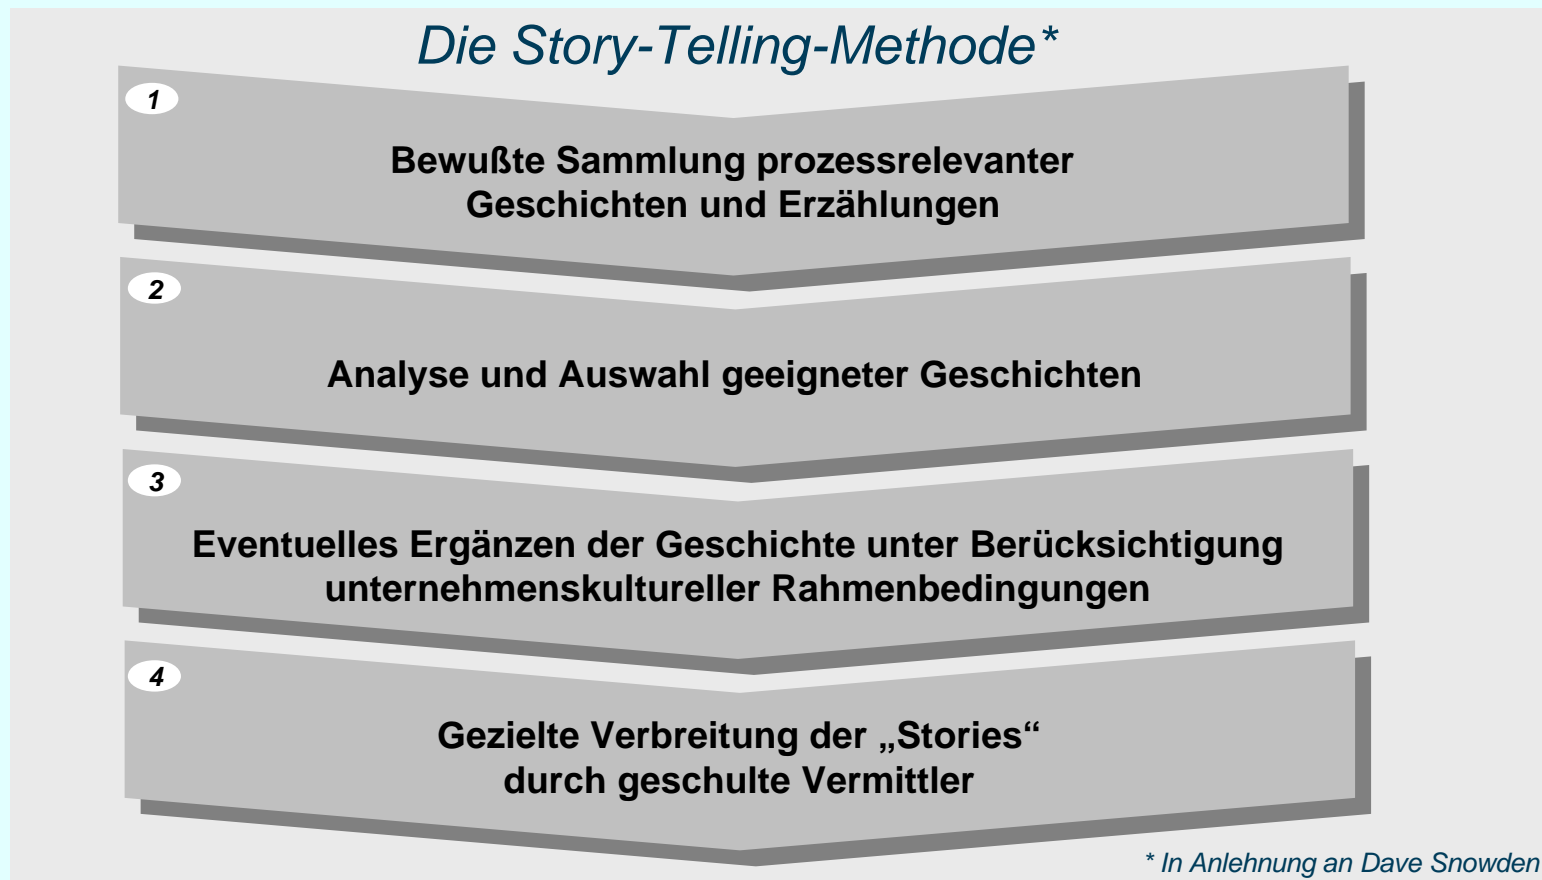 Die Story-Telling-Methode*
1
Bewußte Sammlung prozessrelevanter
Geschichten und Erzählungen
2
Analyse und Auswahl geeigneter Geschichten
3
Eventuelles Ergänzen der Geschichte unter Berücksichtigung
unternehmenskultureller Rahmenbedingungen
4
Gezielte Verbreitung der „Stories“
durch geschulte Vermittler
* In Anlehnung an Dave Snowden